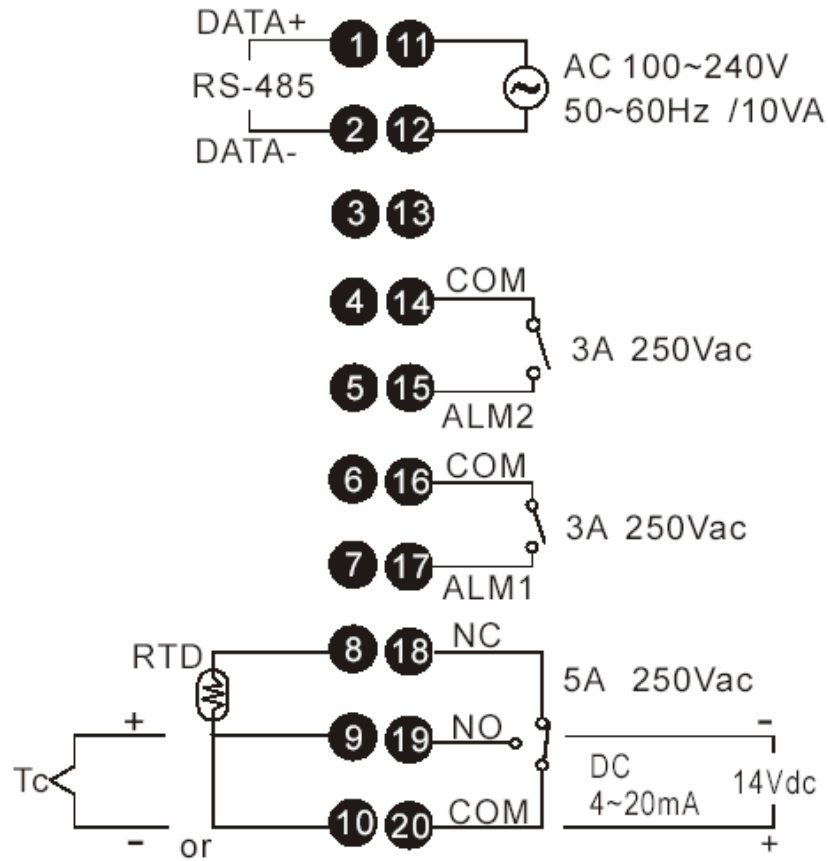 DATA+
1 11
RS-485
AC 100~240V
50~60Hz /10VA
2 12
DATA-
3 13
COM
4 14
3A 250Vac
5 15
ALM2
COM
6 16
3A 250Vac
7 17
ALM1
RTD
8 18
NC
5A 250Vac
+
9 19
NO
-
Tc
DC
4~20mA
14Vdc
10 20
COM
-
or
+